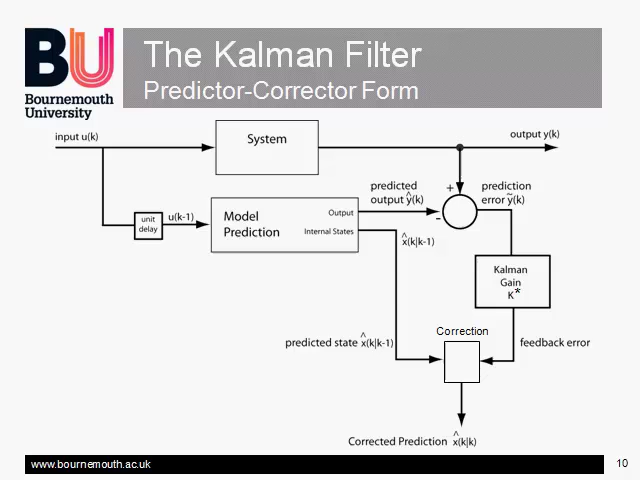 BU
Bournemouth
University
The Kalman Filter
Predictor-Corrector Form
input u(k)
System
output y(k)
unit
delay
u(k-1)
Model
Prediction
Output
Internal States
predicted
output ŷ(k)
+
-
prediction
error ỹ(k)
x̂(k|k-1)
Kalman
Gain
K*
Correction
predicted state x̂(k|k-1)
feedback error
Corrected Prediction x̂(k|k)
www.bournemouth.ac.uk
10